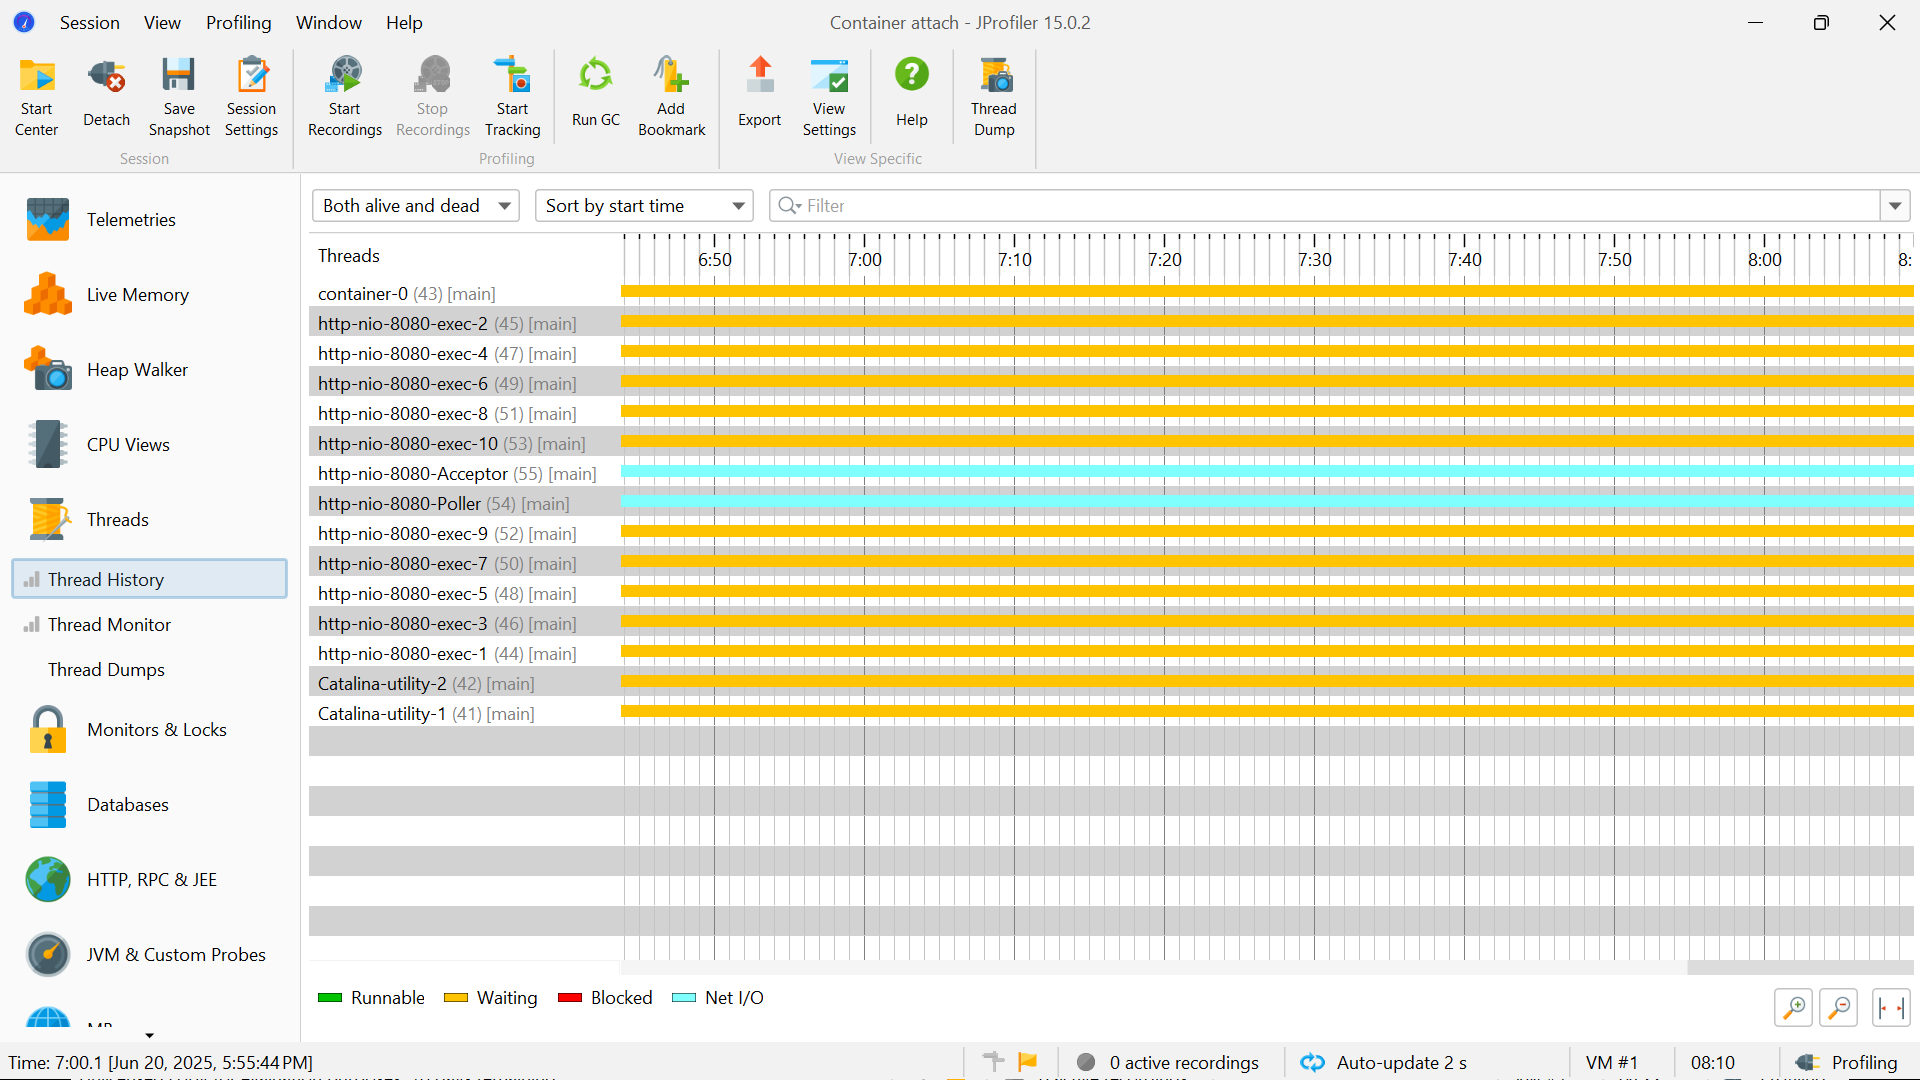 Session View Profiling Window Help
Container attach - JProfiler 15.0.2
Start Center
Detach
Save Snapshot
Session Settings
Start Recordings
Stop Recordings
Start Tracking
Run GC
Add Bookmark
Export
View Settings
Help
Thread Dump
Session
Profiling
View Specific
Telemetries
Live Memory
Heap Walker
CPU Views
Threads
Thread History
Thread Monitor
Thread Dumps
Monitors & Locks
Databases
HTTP, RPC & JEE
JVM & Custom Probes
Both alive and dead
Sort by start time
Filter
Threads
6:50 7:00 7:10 7:20 7:30 7:40 7:50 8:00 8:
container-0 (43) [main]
http-nio-8080-exec-2 (45) [main]
http-nio-8080-exec-4 (47) [main]
http-nio-8080-exec-6 (49) [main]
http-nio-8080-exec-8 (51) [main]
http-nio-8080-exec-10 (53) [main]
http-nio-8080-Acceptor (55) [main]
http-nio-8080-Poller (54) [main]
http-nio-8080-exec-9 (52) [main]
http-nio-8080-exec-7 (50) [main]
http-nio-8080-exec-5 (48) [main]
http-nio-8080-exec-3 (46) [main]
http-nio-8080-exec-1 (44) [main]
Catalina-utility-2 (42) [main]
Catalina-utility-1 (41) [main]
Runnable Waiting Blocked Net I/O
Time: 7:00.1 [Jun 20, 2025, 5:55:44 PM]
0 active recordings
Auto-update 2 s
VM #1
08:10
Profiling